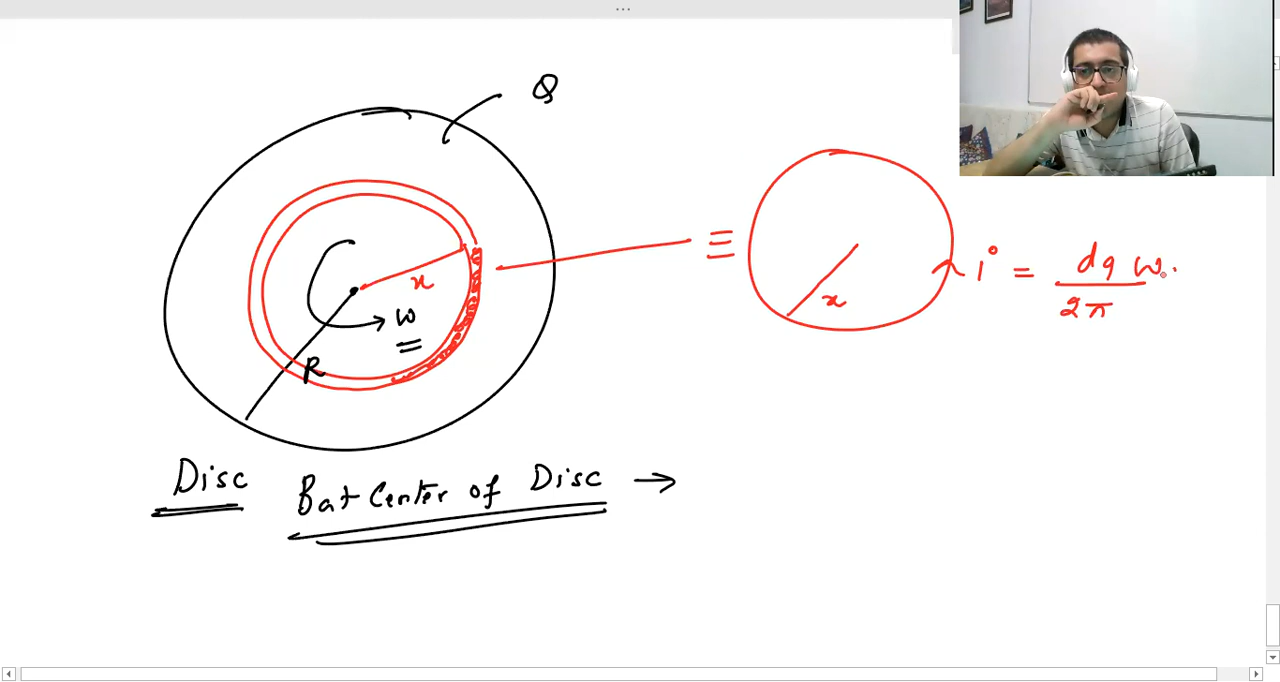 Q
x
ω
R
≡
x
i = dq ω
2π
Disc
B at Center of Disc →